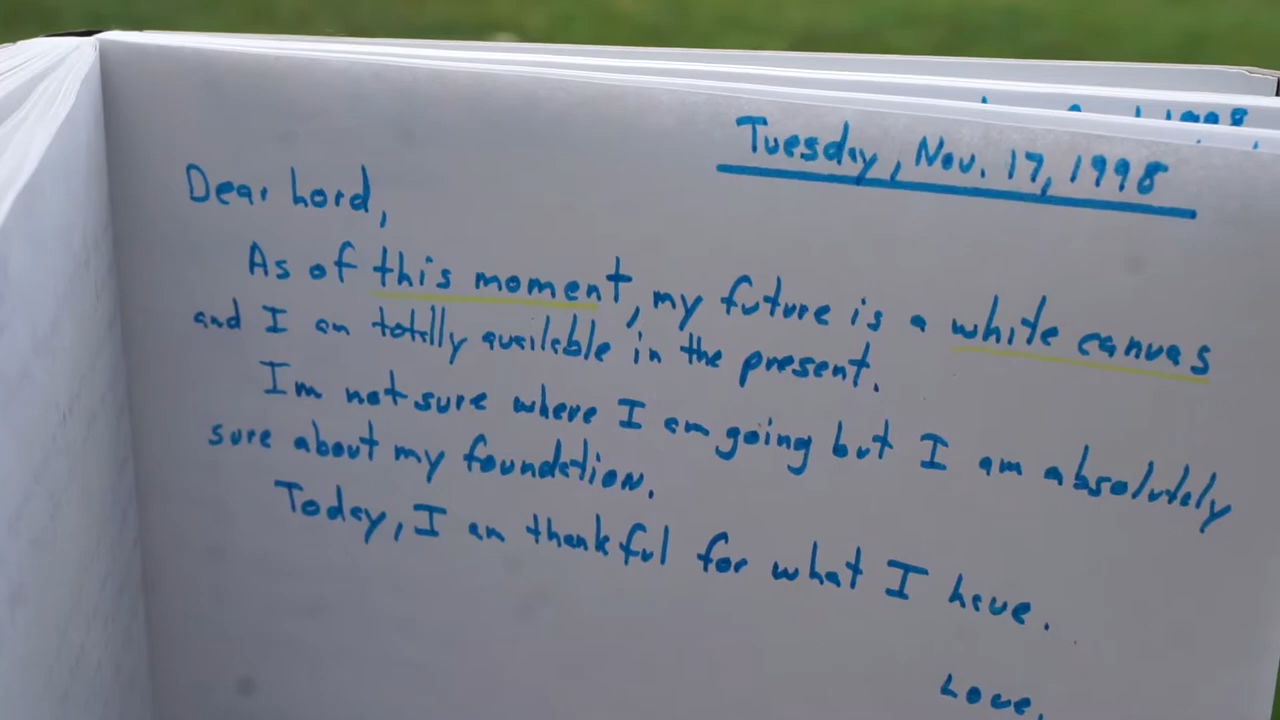 1998
Tuesday, Nov. 17, 1998
Dear Lord,
As of this moment, my future is a white canvas
and I am totally available in the present.
Im not sure where I am going but I am absolutely
sure about my foundation.
Today, I am thankful for what I have.
Love,